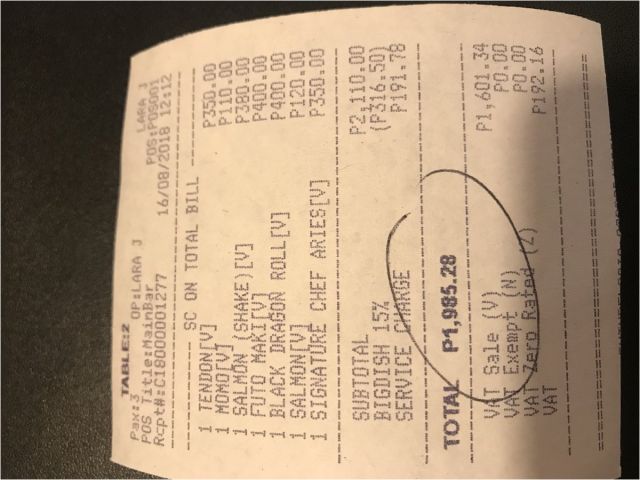 TABLE:2
Pax:3 OP:LARA J LARA J
POS Title:MainBar POS:POS001
Rcpt#:C180000001277 16/08/2018 12:12
SC ON TOTAL BILL
1 TENDON[V] P350.00
1 MOMO[V] P110.00
1 SALMON (SHAKE)[V] P380.00
1 FUTO MAKI[V] P400.00
1 BLACK DRAGON ROLL[V] P400.00
1 SALMON[V] P120.00
1 SIGNATURE CHEF ARIES[V] P350.00
SUBTOTAL P2,110.00
BIGDISH 15% (P316.50)
SERVICE CHARGE P191.78
TOTAL P1,985.28
VAT Sale (V) P1,601.34
VAT Exempt (N) P0.00
VAT Zero Rated (Z) P0.00
VAT P192.16